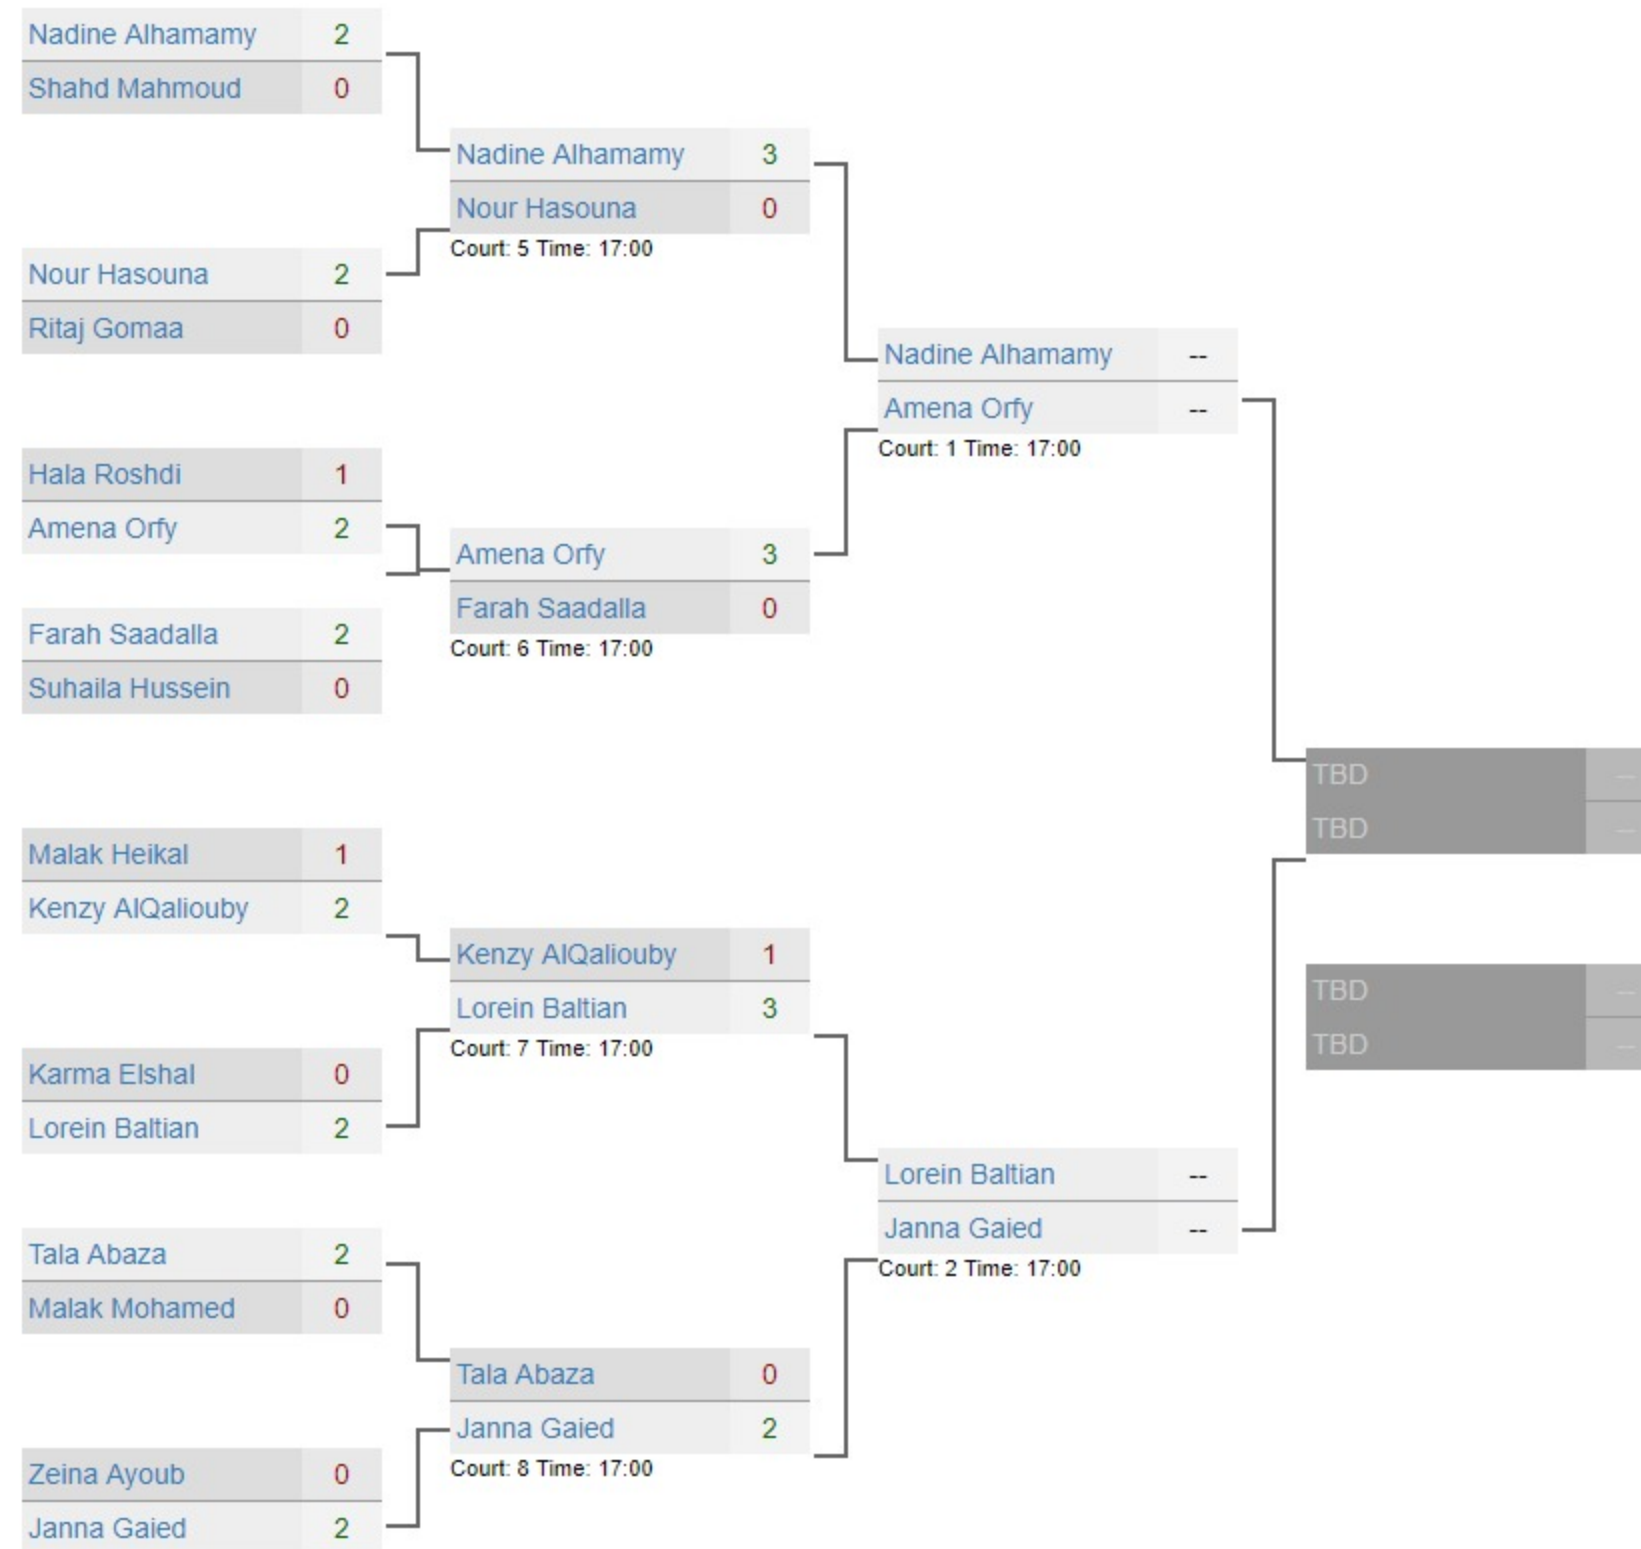 Nadine Alhamamy 2
Shahd Mahmoud 0
Nour Hasouna 2
Ritaj Gomaa 0
Hala Roshdi 1
Amena Orfy 2
Farah Saadalla 2
Suhaila Hussein 0
Malak Heikal 1
Kenzy AlQaliouby 2
Karma Elshal 0
Lorein Baltian 2
Tala Abaza 2
Malak Mohamed 0
Zeina Ayoub 0
Janna Gaied 2
Nadine Alhamamy 3
Nour Hasouna 0
Court: 5 Time: 17:00
Amena Orfy 3
Farah Saadalla 0
Court: 6 Time: 17:00
Kenzy AlQaliouby 1
Lorein Baltian 3
Court: 7 Time: 17:00
Tala Abaza 0
Janna Gaied 2
Court: 8 Time: 17:00
Nadine Alhamamy --
Amena Orfy --
Court: 1 Time: 17:00
Lorein Baltian --
Janna Gaied --
Court: 2 Time: 17:00
TBD --
TBD --
TBD --
TBD --